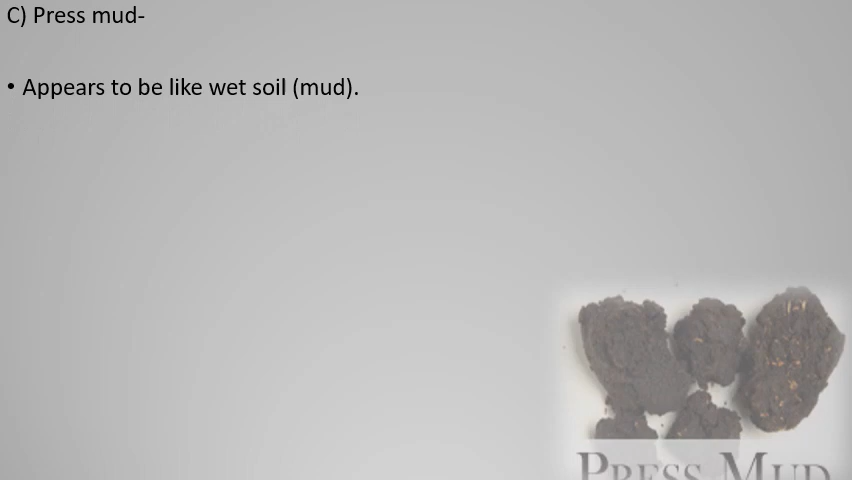 C) Press mud-
• Appears to be like wet soil (mud).
PRESS MUD